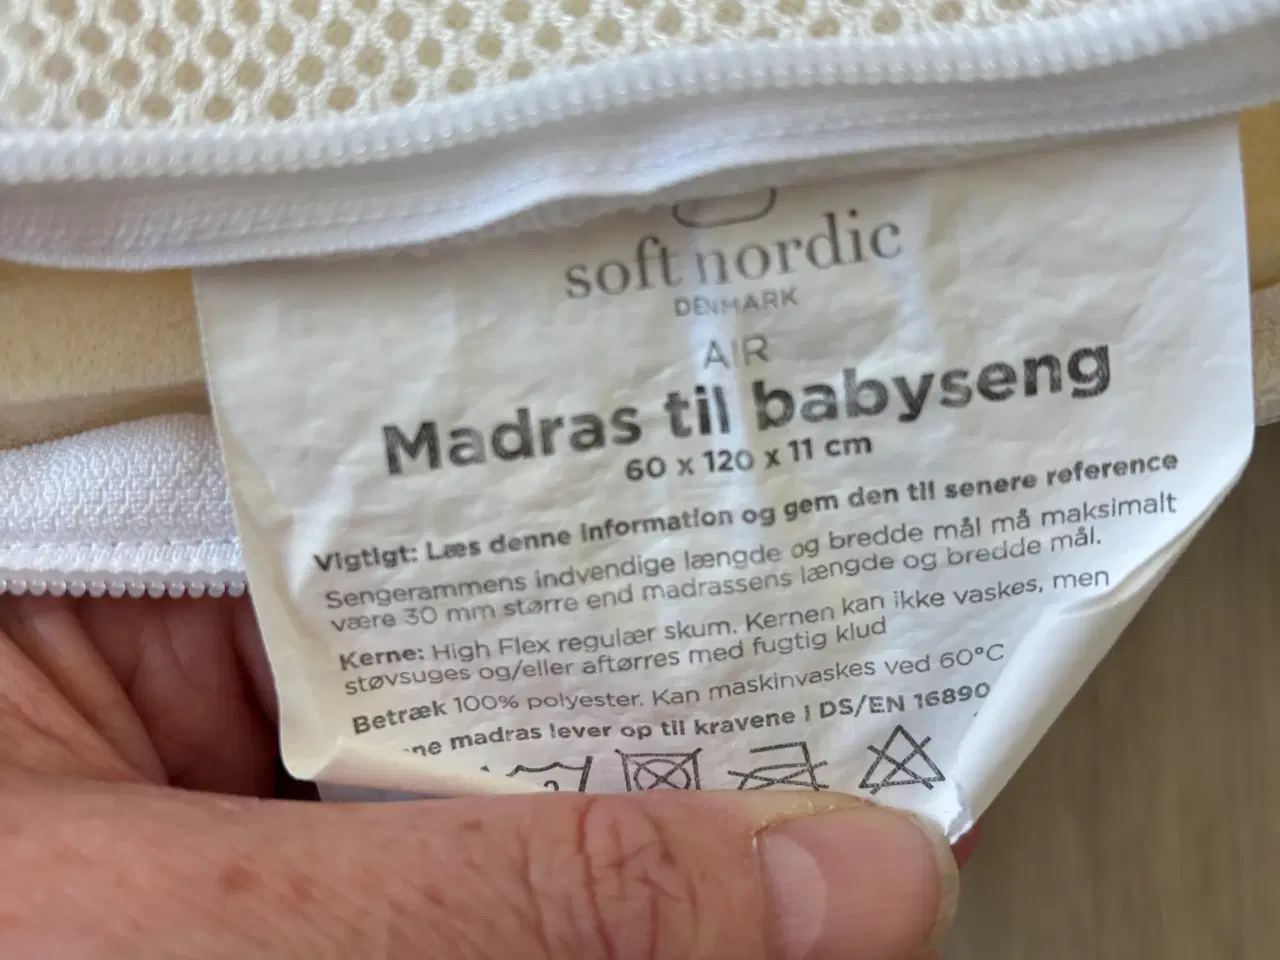 soft nordic
DENMARK
AIR
Madras til babyseng
60 x 120 x 11 cm
Vigtigt: Læs denne information og gem den til senere reference
Sengerammens indvendige længde og bredde mål må maksimalt
være 30 mm større end madrassens længde og bredde mål.
Kerne: High Flex regulær skum. Kernen kan ikke vaskes, men
støvsuges og/eller aftørres med fugtig klud
Betræk 100% polyester. Kan maskinvaskes ved 60°C
madras lever op til kravene i DS/EN 16890